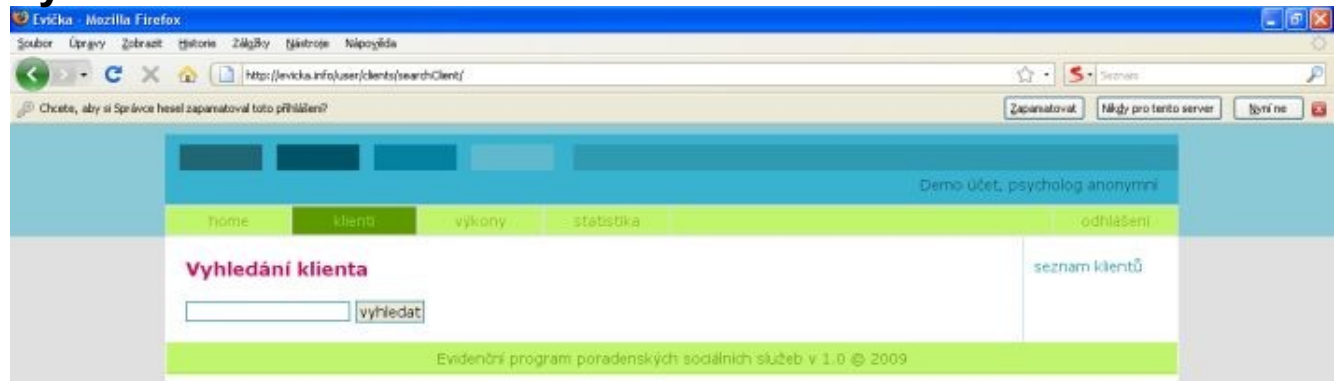 Evička - Mozilla Firefox
Soubor Úpravy Zobrazit Historie Záložky Nástroje Nápověda
http://evicka.info/user/clients/searchClient/ Seznam
Chcete, aby si Správce hesel zapamatoval toto přihlášení? Zapamatovat Nikdy pro tento server Nyní ne
Demo účet, psycholog anonymní
home klienti výkony statistika odhlášení
Vyhledání klienta seznam klientů
vyhledat
Evidenční program poradenských sociálních služeb v 1.0 © 2009